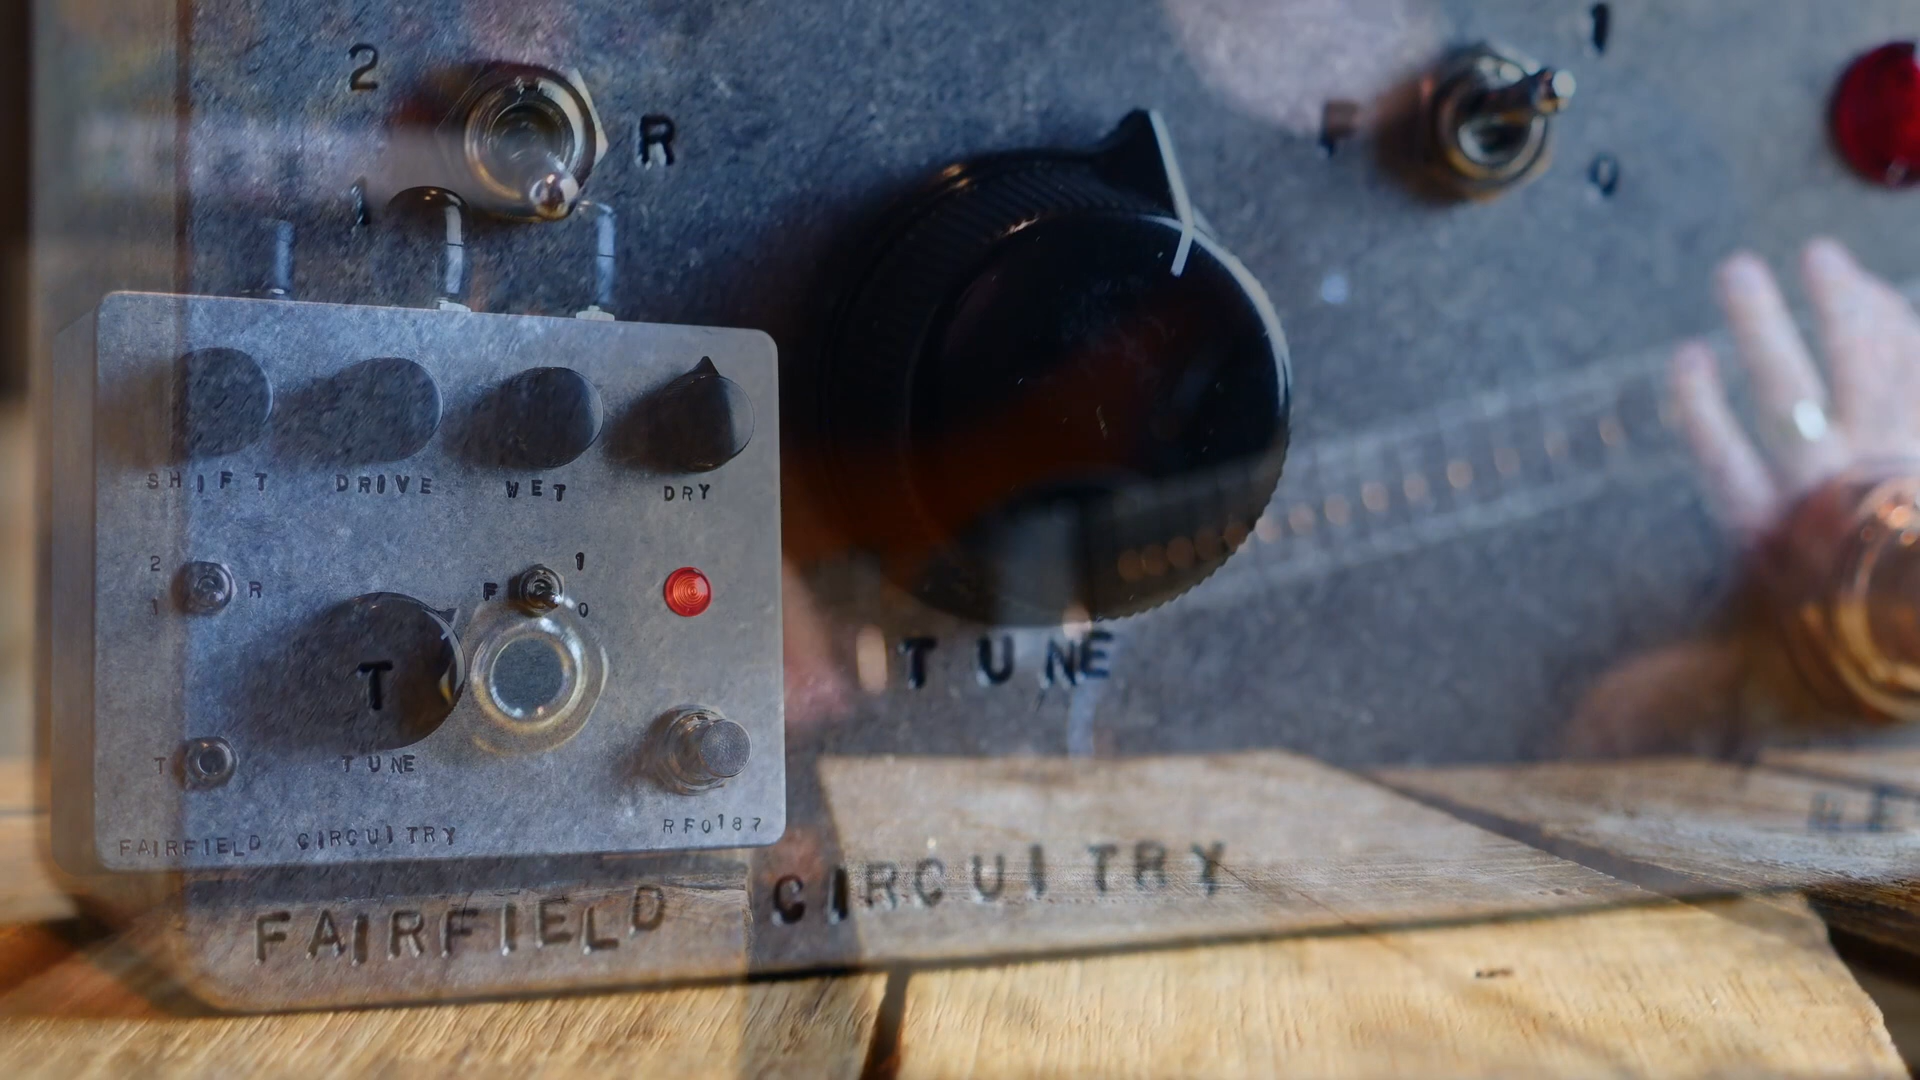 2
R
1
1
F
0
SHIFT DRIVE WET DRY
2
R
1
F
1
0
T
T
TUNE
TUNE
FAIRFIELD CIRCUITRY
RF0187
FAIRFIELD CIRCUITRY